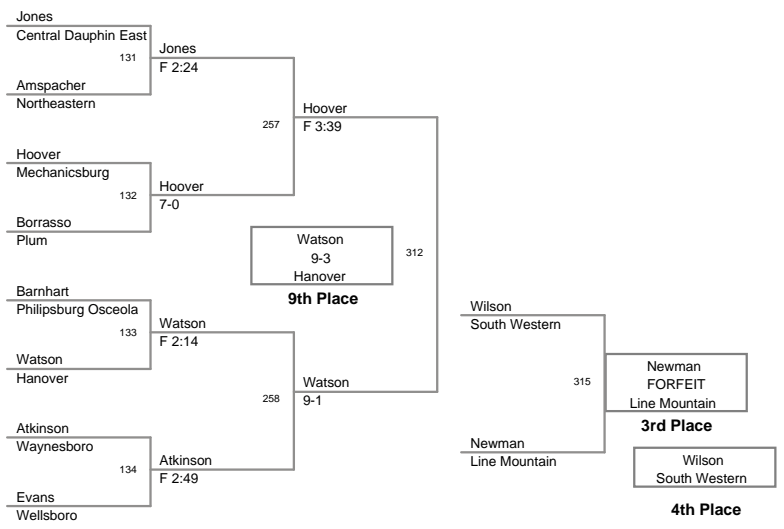 Jones
Central Dauphin East
131
Amspacher
Northeastern
Jones
F 2:24
Hoover
Mechanicsburg
132
Borrasso
Plum
Hoover
7-0
257
Hoover
F 3:39
Barnhart
Philipsburg Osceola
133
Watson
Hanover
Watson
F 2:14
Atkinson
Waynesboro
134
Evans
Wellsboro
Atkinson
F 2:49
258
Watson
9-1
312
Watson
9-3
Hanover
9th Place
Wilson
South Western
315
Newman
Line Mountain
Newman
FORFEIT
Line Mountain
3rd Place
Wilson
South Western
4th Place